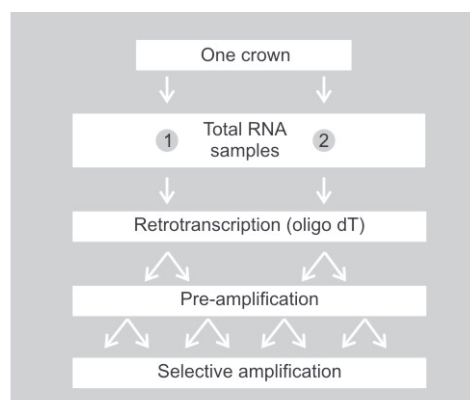 One crown
1 Total RNA 2
samples
Retrotranscription (oligo dT)
Pre-amplification
Selective amplification